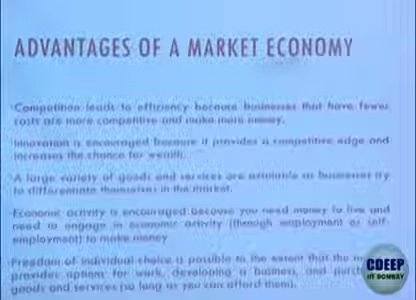 ADVANTAGES OF A MARKET ECONOMY
Competition leads to efficiency because businesses that have fewer
costs are more competitive and make more money.
Innovation is encouraged because it provides a competitive edge and
increases the chance for wealth.
A large variety of goods and services are available as businesses try
to differentiate themselves in the market.
Economic activity is encouraged because you need money to live and
need to engage in economic activity (through employment or self-
employment) to make money
Freedom of individual choice is possible to the extent that the
provides options for work, developing a business, and
goods and services (so long as you can afford them).
CDEEP
IIT BOMBAY